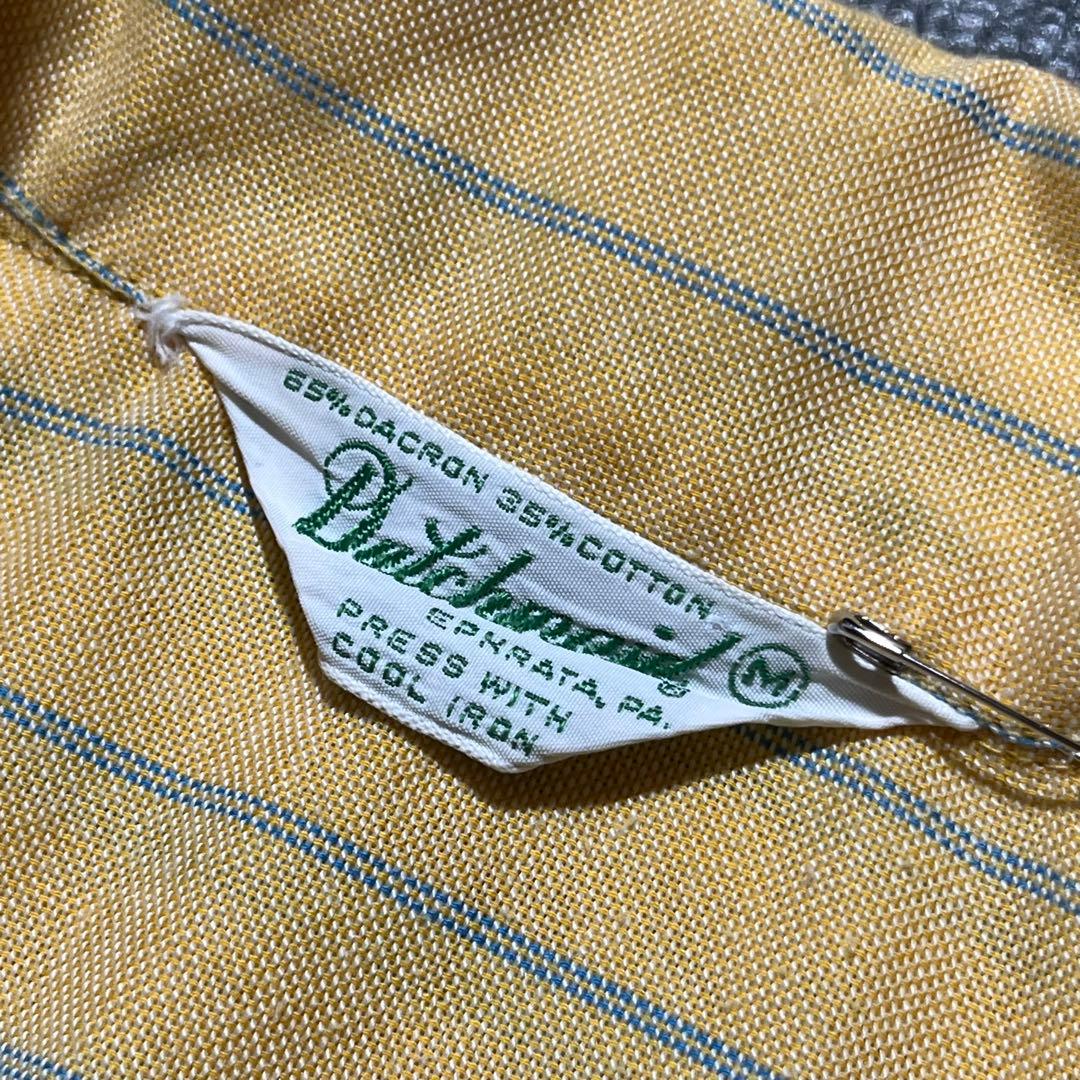 65% DACRON 35% COTTON
Dutchmaid ® M
EPHRATA, PA.
PRESS WITH
COOL IRON